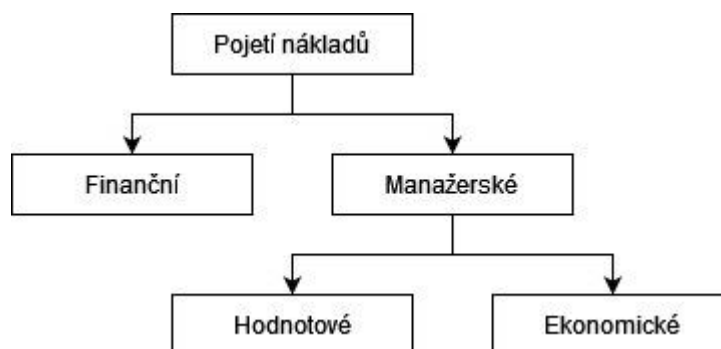 Pojetí nákladů
Finanční
Manažerské
Hodnotové
Ekonomické